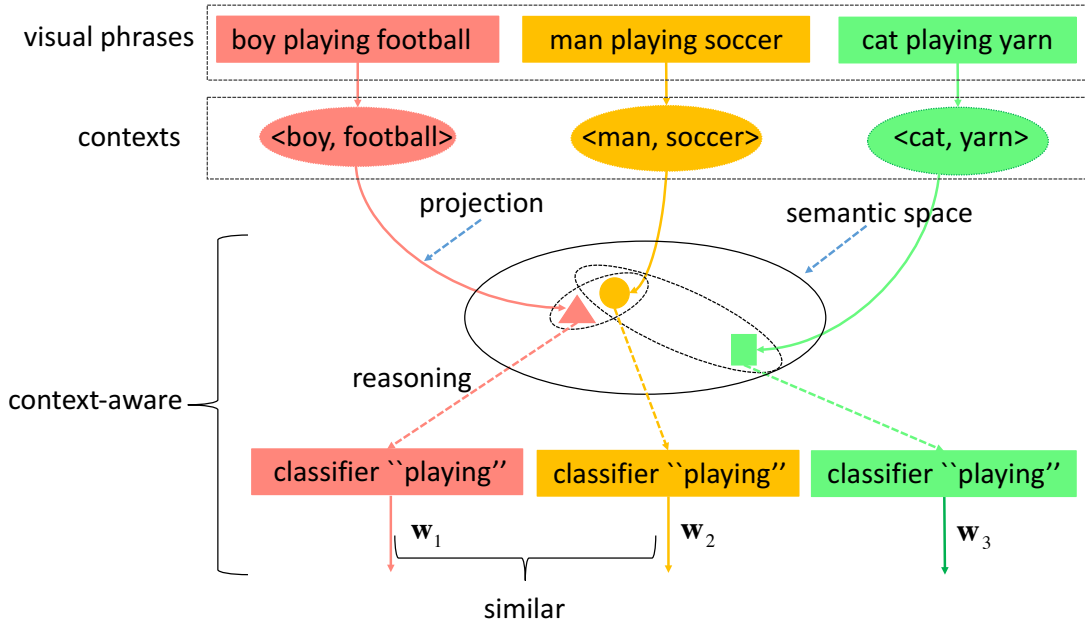 visual phrases
boy playing football
man playing soccer
cat playing yarn
contexts
<boy, football>
<man, soccer>
<cat, yarn>
projection
semantic space
reasoning
context-aware
classifier ``playing’’
classifier ``playing’’
classifier ``playing’’
w₁
w₂
w₃
similar